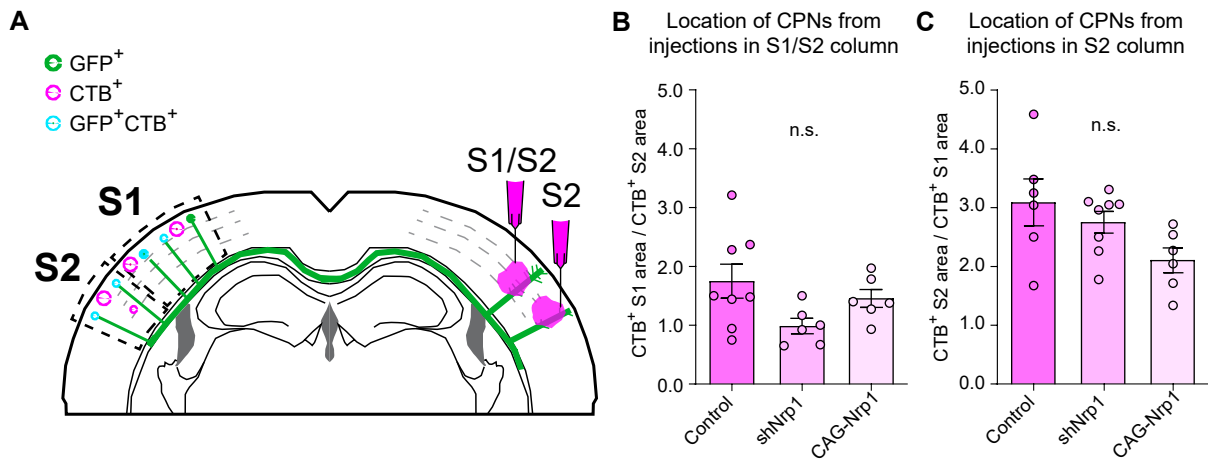 A
GFP+
CTB+
GFP+CTB+
S1/S2
S2
S1
S2
B
Location of CPNs from
injections in S1/S2 column
CTB+ S1 area / CTB+ S2 area
5.0
4.0
3.0
2.0
1.0
0.0
n.s.
Control
shNrp1
CAG-Nrp1
C
Location of CPNs from
injections in S2 column
CTB+ S2 area / CTB+ S1 area
5.0
4.0
3.0
2.0
1.0
0.0
n.s.
Control
shNrp1
CAG-Nrp1